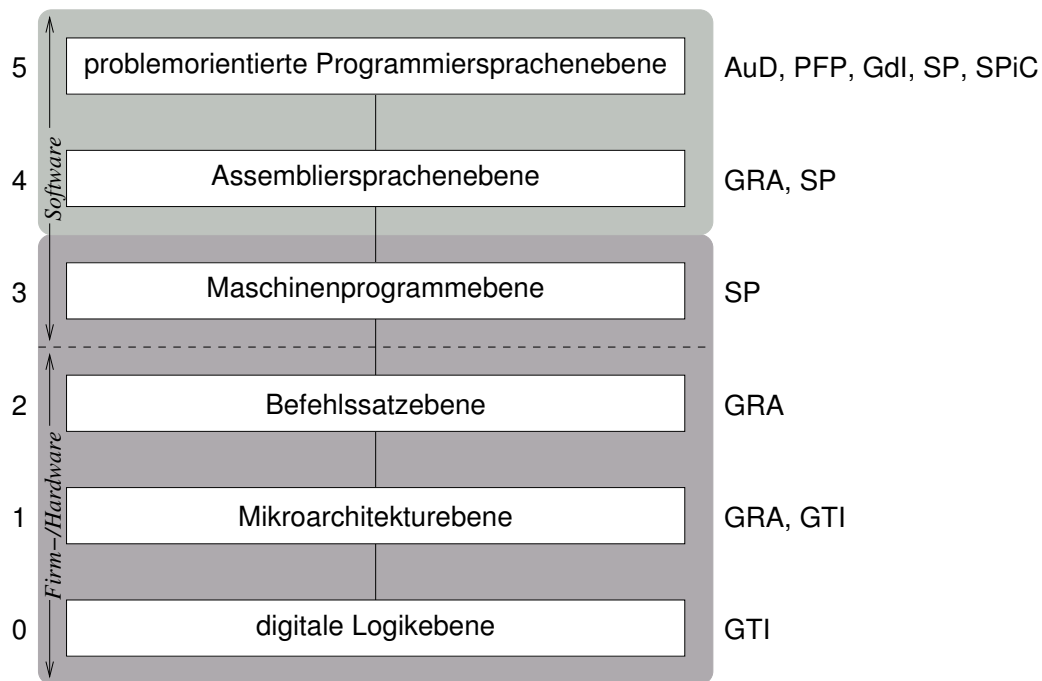 5 problemorientierte Programmiersprachenebene AuD, PFP, GdI, SP, SPiC
4 Assembliersprachenebene GRA, SP
Software
3 Maschinenprogrammebene SP
2 Befehlssatzebene GRA
1 Mikroarchitekturebene GRA, GTI
Firm-/Hardware
0 digitale Logikebene GTI